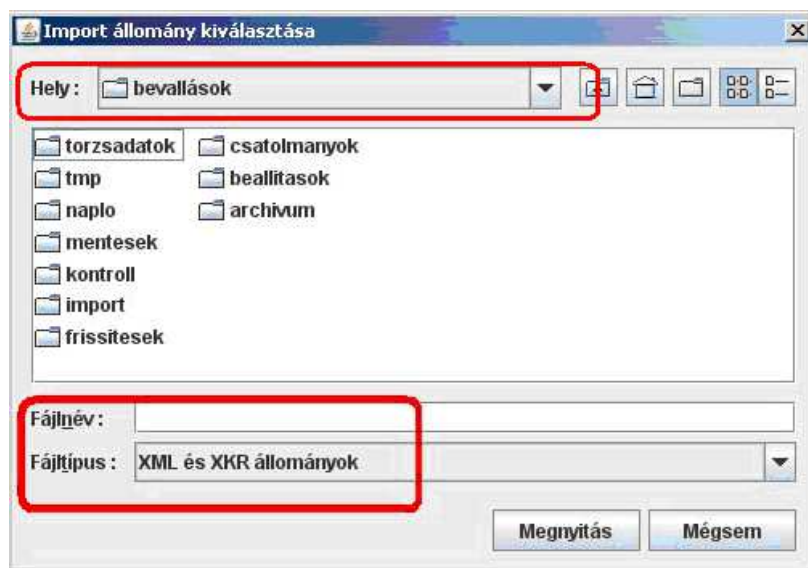 Import állomány kiválasztása
Hely: bevallások
torzsadatok csatolmanyok
tmp beallitasok
naplo archivum
mentesek
kontroll
import
frissitesek
Fájlnév:
Fájltípus: XML és XKR állományok
Megnyitás Mégsem